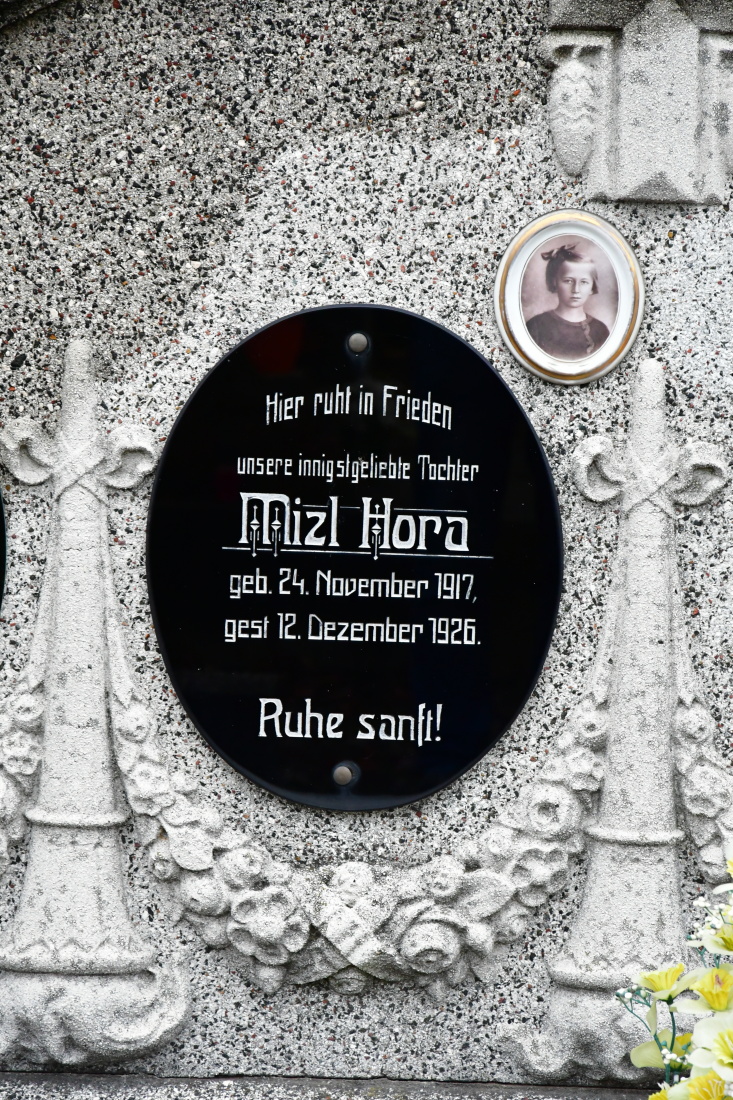 Hier ruht in Frieden
unsere innigstgeliebte Tochter
Mizl Hora
geb. 24. November 1917,
gest 12. Dezember 1926.
Ruhe sanft!